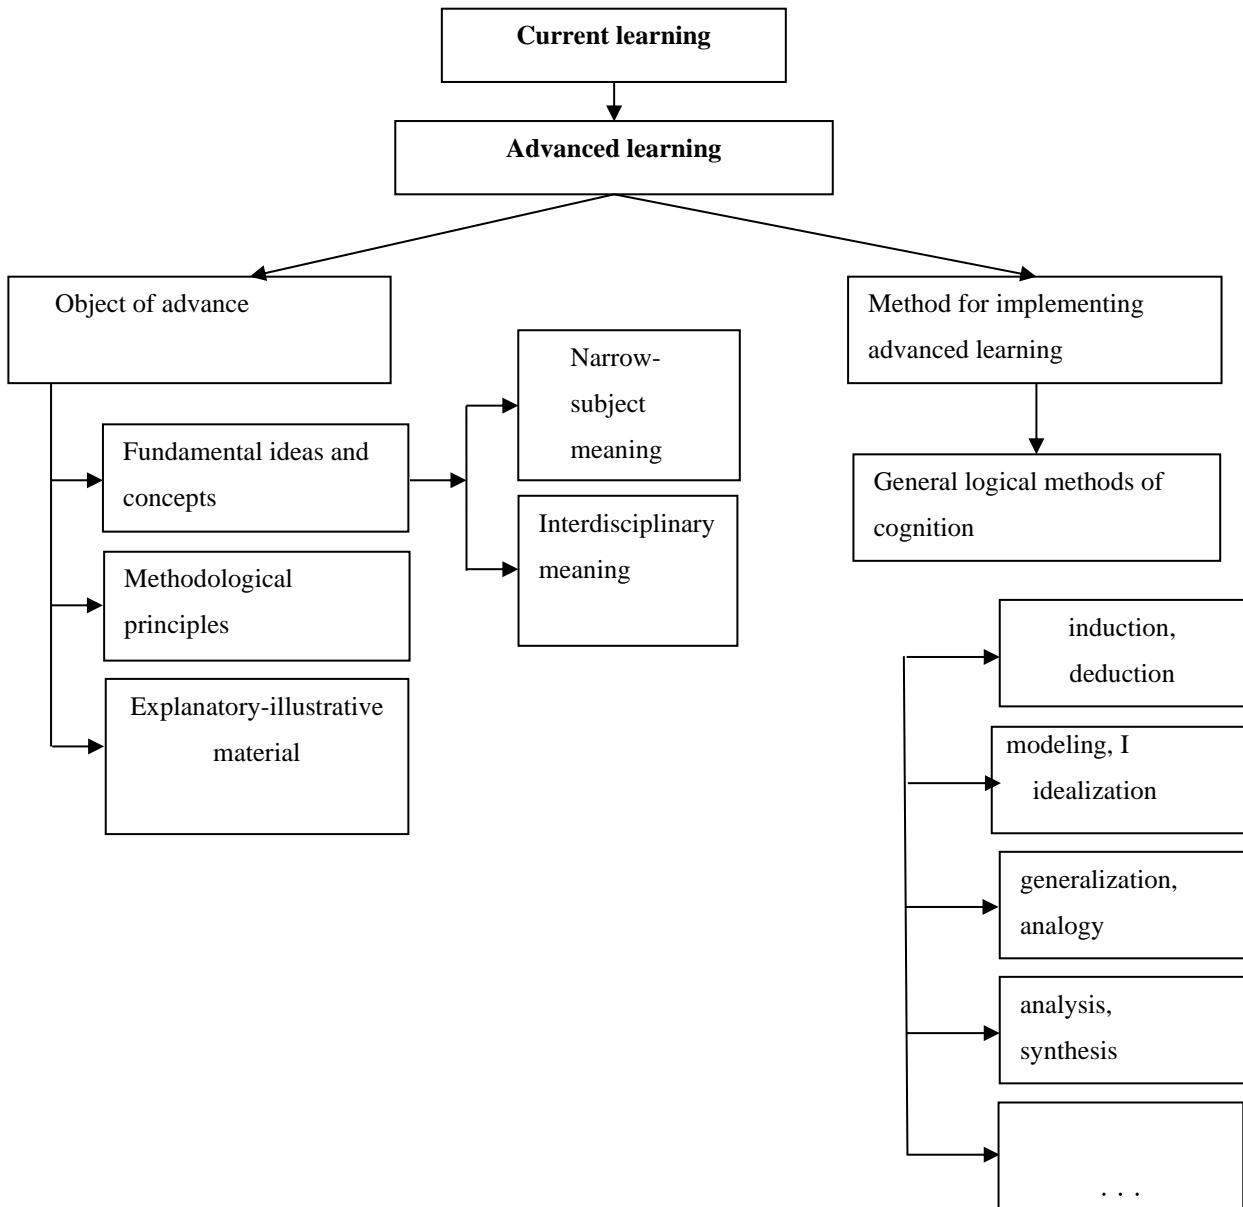 Current learning
Advanced learning
Object of advance
Fundamental ideas and
concepts
Methodological
principles
Explanatory-illustrative
material
Narrow-
subject
meaning
Interdisciplinary
meaning
Method for implementing
advanced learning
General logical methods of
cognition
induction,
deduction
modeling, I
idealization
generalization,
analogy
analysis,
synthesis
. . .